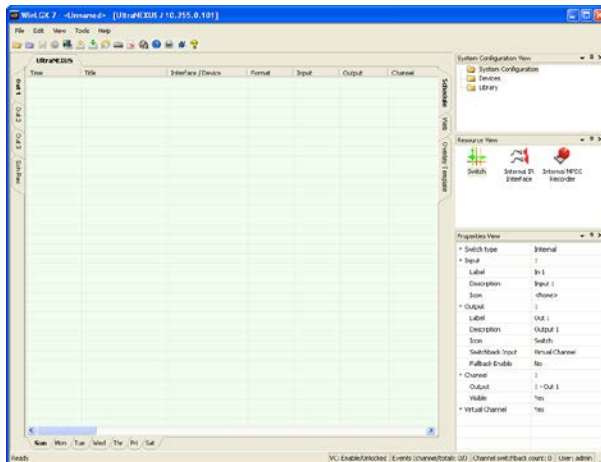 WinLGX 7 - <Unnamed> [UltraNEXUS / 10.255.0.101]
File Edit View Tools Help
UltraNEXUS
Time Title Interface / Device Format Input Output Channel
Out 1
Out 2
Out 3
Schedule
Web
Overlay Template
System Configuration View
System Configuration
Devices
Library
Resource View
Switch
Internal IR Interface
Internal MPEG Recorder
Properties View
Switch type Internal
Input 1
Label In 1
Description Input 1
Icon <None>
Output 1
Label Out 1
Description Output 1
Icon Switch
Switchback Input Virtual Channel
Fallback Enable No
Channel 1
Output 1 - Out 1
Visible Yes
Virtual Channel Yes
Sun Mon Tue Wed Thr Fri Sat
Ready
VC: Enable/Unlocked Events (channel/total): 0/0 Channel switchback count: 0 User: admin